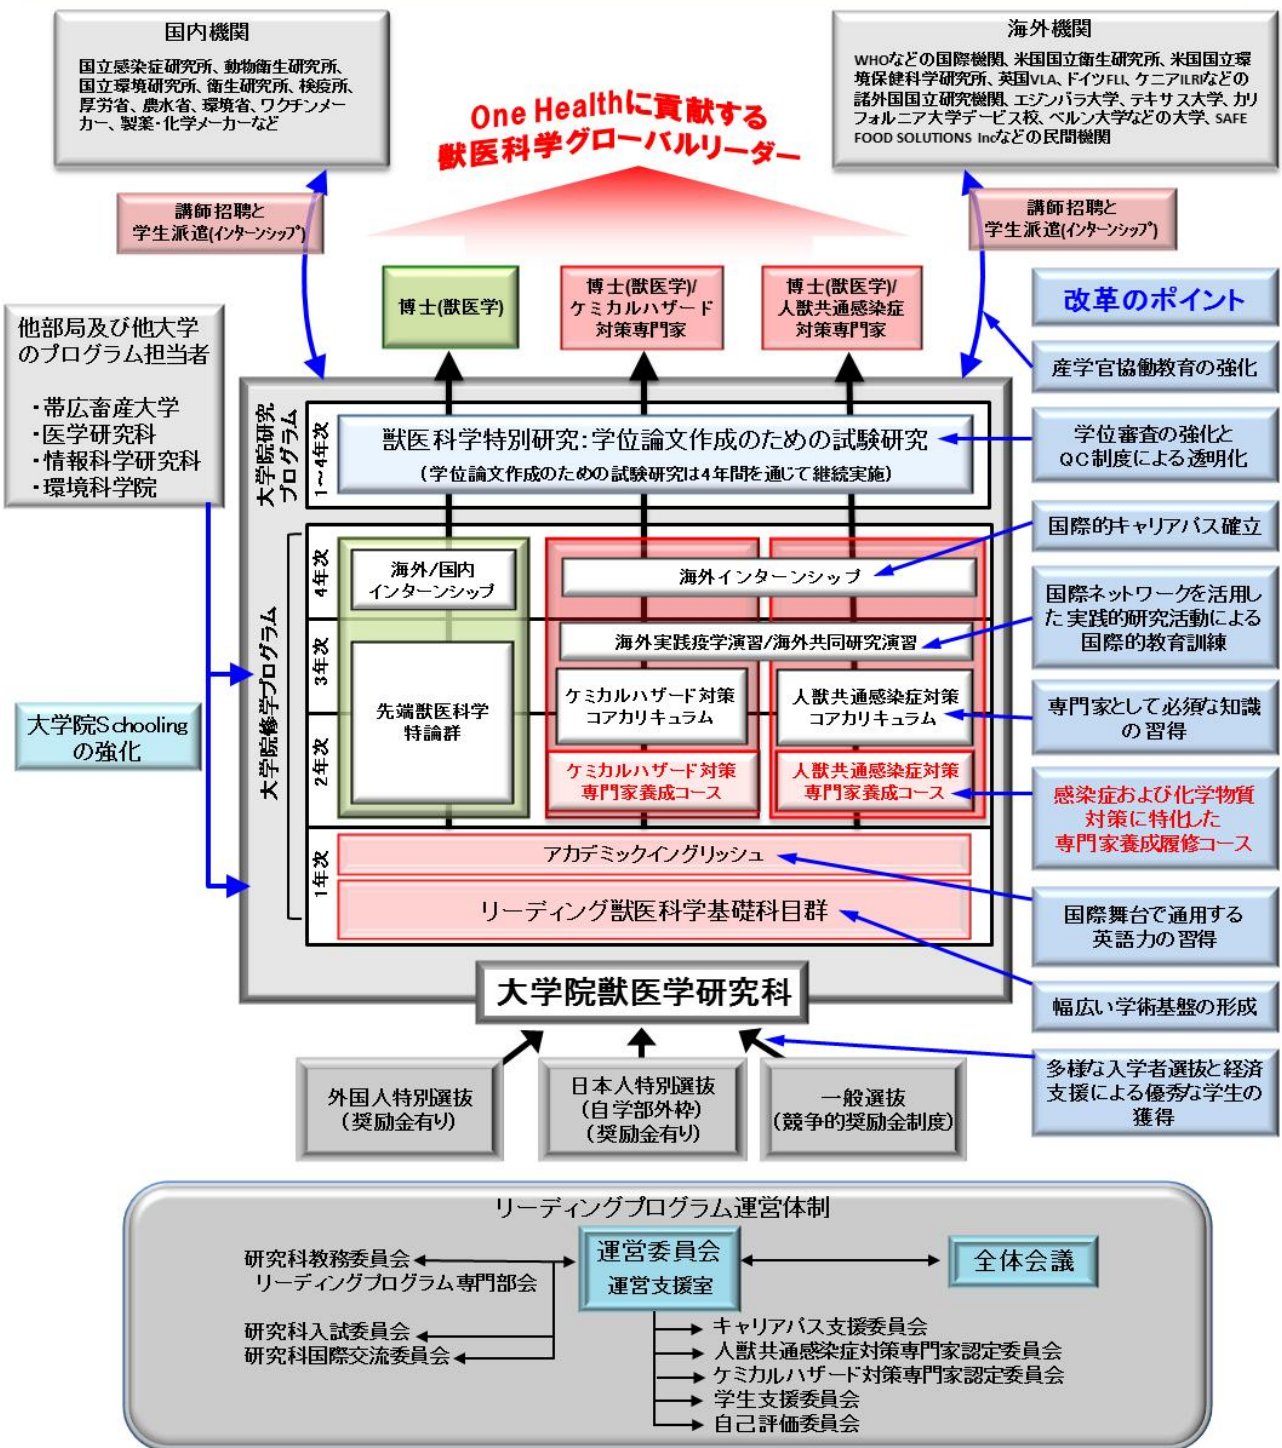 国内機関
国立感染症研究所、動物衛生研究所、
国立環境研究所、衛生研究所、検疫所、
厚労省、農水省、環境省、ワクチンメー
カー、製薬・化学メーカーなど
海外機関
WHOなどの国際機関、米国国立衛生研究所、米国国立環
境保健科学研究所、英国VLA、ドイツFLI、ケニアILRIなどの
諸外国国立研究機関、エジンバラ大学、テキサス大学、カリ
フォルニア大学デービス校、ベルン大学などの大学、SAFE
FOOD SOLUTIONS Incなどの民間機関
One Healthに貢献する
獣医科学グローバルリーダー
講師招聘と
学生派遣(インターンシップ)
講師招聘と
学生派遣(インターンシップ)
博士(獣医学)
博士(獣医学)/
ケミカルハザード
対策専門家
博士(獣医学)/
人獣共通感染症
対策専門家
改革のポイント
他部局及び他大学
のプログラム担当者
・帯広畜産大学
・医学研究科
・情報科学研究科
・環境科学院
産学官協働教育の強化
大学院研究
プログラム
1～4年次
獣医科学特別研究：学位論文作成のための試験研究
(学位論文作成のための試験研究は4年間を通じて継続実施)
学位審査の強化と
QC制度による透明化
大学院修学プログラム
4年次
海外/国内
インターンシップ
海外インターンシップ
国際的キャリアパス確立
3年次
海外実践疫学演習/海外共同研究演習
国際ネットワークを活用し
た実践的研究活動による
国際的教育訓練
先端獣医科学
特論群
ケミカルハザード対策
コアカリキュラム
人獣共通感染症対策
コアカリキュラム
専門家として必須な知識
の習得
大学院Schooling
の強化
2年次
ケミカルハザード対策
専門家養成コース
人獣共通感染症対策
専門家養成コース
感染症および化学物質
対策に特化した
専門家養成履修コース
1年次
アカデミックイングリッシュ
リーディング獣医科学基礎科目群
国際舞台で通用する
英語力の習得
大学院獣医学研究科
幅広い学術基盤の形成
外国人特別選抜
(奨励金有り)
日本人特別選抜
(自学部外枠)
(奨励金有り)
一般選抜
(競争的奨励金制度)
多様な入学者選抜と経済
支援による優秀な学生の
獲得
リーディングプログラム運営体制
研究科教務委員会
リーディングプログラム専門部会
研究科入試委員会
研究科国際交流委員会
運営委員会
運営支援室
全体会議
キャリアパス支援委員会
人獣共通感染症対策専門家認定委員会
ケミカルハザード対策専門家認定委員会
学生支援委員会
自己評価委員会